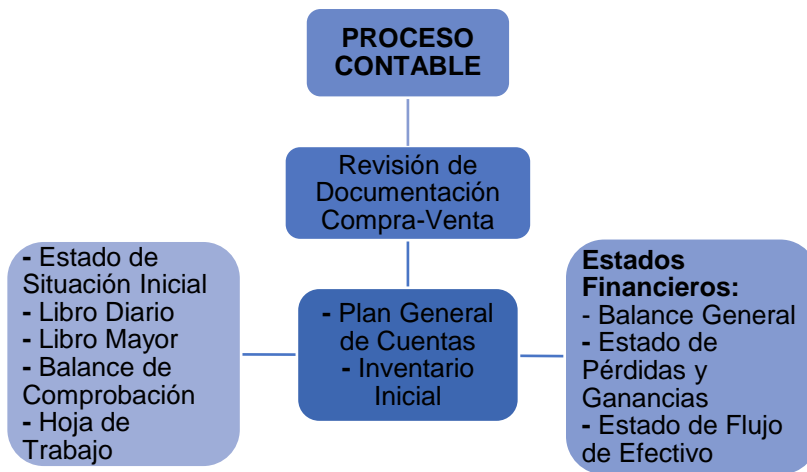 PROCESO
CONTABLE
Revisión de
Documentación
Compra-Venta
- Estado de
Situación Inicial
- Libro Diario
- Libro Mayor
- Balance de
Comprobación
- Hoja de
Trabajo
- Plan General
de Cuentas
- Inventario
Inicial
Estados
Financieros:
- Balance General
- Estado de
Pérdidas y
Ganancias
- Estado de Flujo
de Efectivo